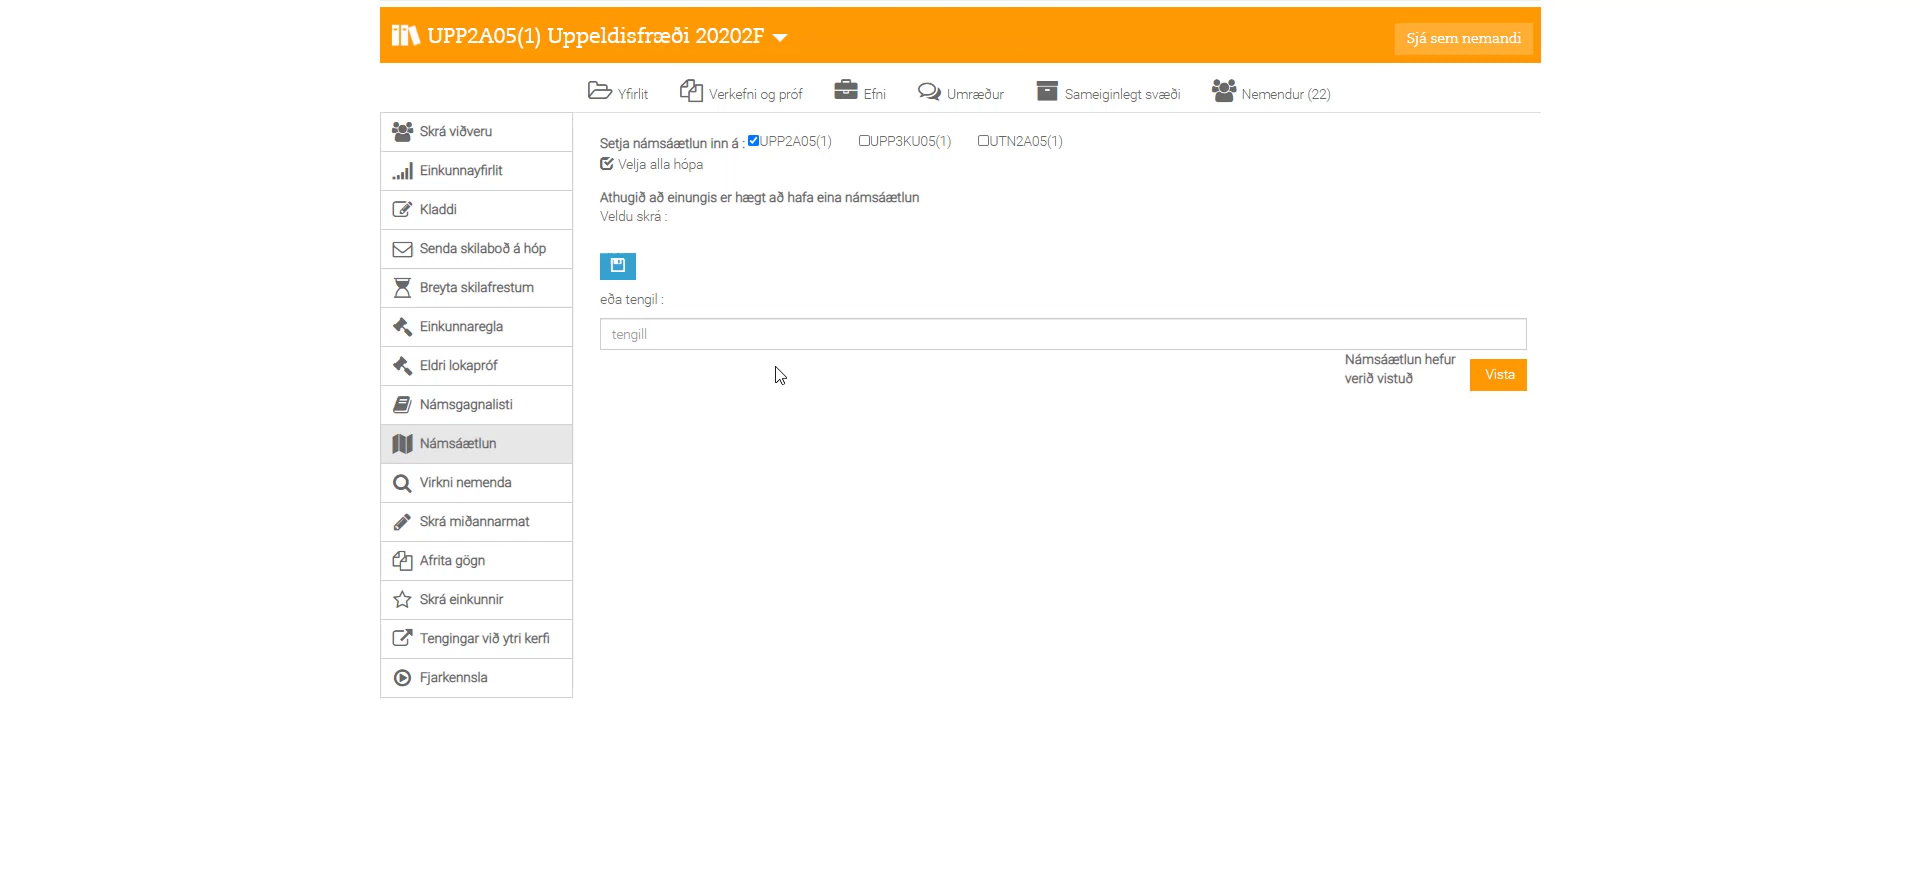 UPP2A05(1) Uppeldisfræði 20202F
Sjá sem nemandi
Yfirlit
Verkefni og próf
Efni
Umræður
Sameiginlegt svæði
Nemendur (22)
Skrá viðveru
Einkunnayfirlit
Kladdi
Senda skilaboð á hóp
Breyta skilafrestum
Einkunnaregla
Eldri lokapróf
Námsgagnalisti
Námsáætlun
Virkni nemenda
Skrá miðannarmat
Afrita gögn
Skrá einkunnir
Tengingar við ytri kerfi
Fjarkennsla
Setja námsáætlun inn á : UPP2A05(1) UPP3KU05(1) UTN2A05(1)
Velja alla hópa
Athugið að einungis er hægt að hafa eina námsáætlun
Veldu skrá :
eða tengil :
tengill
Námsáætlun hefur
verið vistuð
Vista